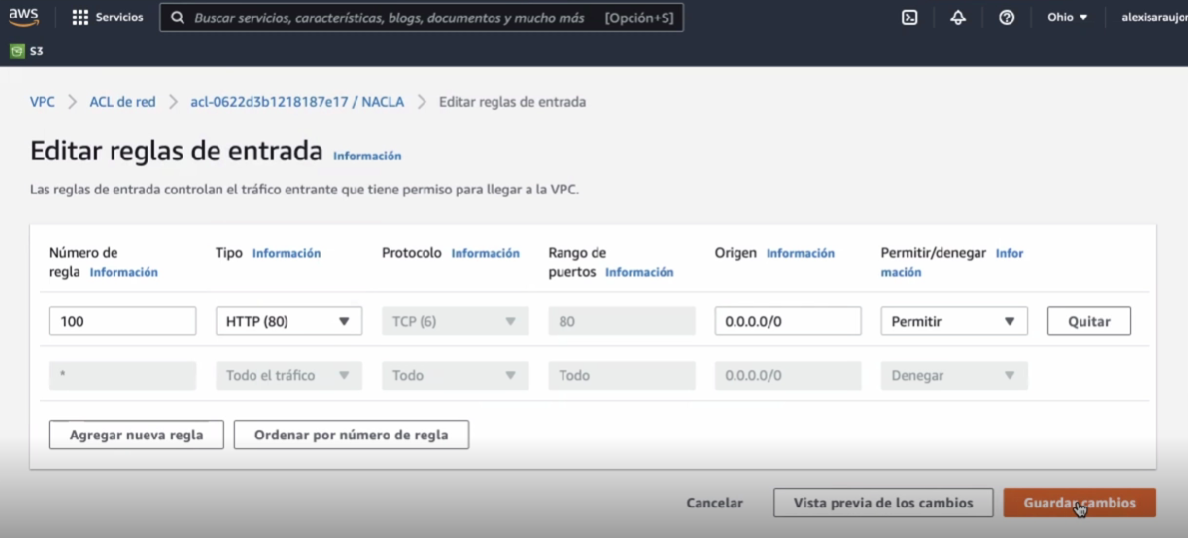 aws
Servicios
Buscar servicios, características, blogs, documentos y mucho más [Opción+S]
Ohio
alexisaraujo
S3
VPC > ACL de red > acl-0622d3b1218187e17 / NACLA > Editar reglas de entrada
Editar reglas de entrada Información
Las reglas de entrada controlan el tráfico entrante que tiene permiso para llegar a la VPC.
Número de regla Información
Tipo Información
Protocolo Información
Rango de puertos Información
Origen Información
Permitir/denegar Información
100 HTTP (80) TCP (6) 80 0.0.0.0/0 Permitir Quitar
* Todo el tráfico Todo Todo 0.0.0.0/0 Denegar
Agregar nueva regla Ordenar por número de regla
Cancelar Vista previa de los cambios Guardar cambios